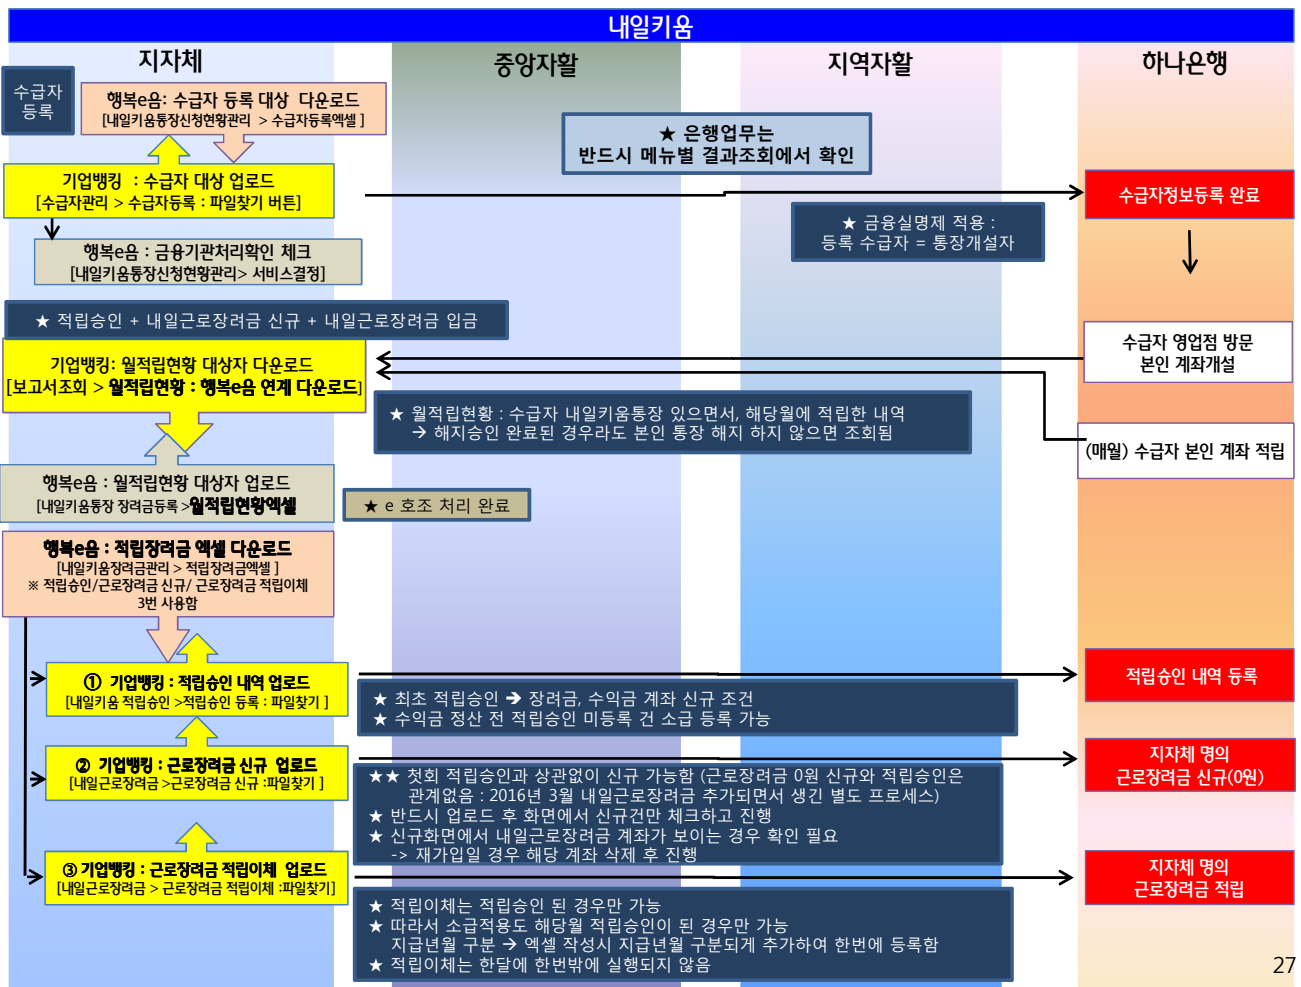 내일키움
지자체
중앙자활
지역자활
하나은행
수급자
등록
행복e음: 수급자 등록 대상 다운로드
[내일키움통장신청현황관리 > 수급자등록엑셀 ]
★ 은행업무는
반드시 메뉴별 결과조회에서 확인
기업뱅킹 : 수급자 대상 업로드
[수급자관리 > 수급자등록 : 파일찾기 버튼]
수급자정보등록 완료
★ 금융실명제 적용 :
등록 수급자 = 통장개설자
행복e음 : 금융기관처리확인 체크
[내일키움통장신청현황관리> 서비스결정]
★ 적립승인 + 내일근로장려금 신규 + 내일근로장려금 입금
수급자 영업점 방문
본인 계좌개설
기업뱅킹: 월적립현황 대상자 다운로드
[보고서조회 > 월적립현황 : 행복e음 연계 다운로드]
★ 월적립현황 : 수급자 내일키움통장 있으면서, 해당월에 적립한 내역
→ 해지승인 완료된 경우라도 본인 통장 해지 하지 않으면 조회됨
(매월) 수급자 본인 계좌 적립
행복e음 : 월적립현황 대상자 업로드
[내일키움통장 장려금등록 >월적립현황엑셀
★ e 호조 처리 완료
행복e음 : 적립장려금 엑셀 다운로드
[내일키움장려금관리 > 적립장려금엑셀 ]
※ 적립승인/근로장려금 신규/ 근로장려금 적립이체
3번 사용함
① 기업뱅킹 : 적립승인 내역 업로드
[내일키움 적립승인 >적립승인 등록 : 파일찾기 ]
적립승인 내역 등록
★ 최초 적립승인 → 장려금, 수익금 계좌 신규 조건
★ 수익금 정산 전 적립승인 미등록 건 소급 등록 가능
② 기업뱅킹 : 근로장려금 신규 업로드
[내일근로장려금 >근로장려금 신규 :파일찾기 ]
지자체 명의
근로장려금 신규(0원)
★★ 첫회 적립승인과 상관없이 신규 가능함 (근로장려금 0원 신규와 적립승인은
관계없음 : 2016년 3월 내일근로장려금 추가되면서 생긴 별도 프로세스)
★ 반드시 업로드 후 화면에서 신규건만 체크하고 진행
★ 신규화면에서 내일근로장려금 계좌가 보이는 경우 확인 필요
-> 재가입일 경우 해당 계좌 삭제 후 진행
③ 기업뱅킹 : 근로장려금 적립이체 업로드
[내일근로장려금 > 근로장려금 적립이체 :파일찾기]
지자체 명의
근로장려금 적립
★ 적립이체는 적립승인 된 경우만 가능
★ 따라서 소급적용도 해당월 적립승인이 된 경우만 가능
지급년월 구분 → 엑셀 작성시 지급년월 구분되게 추가하여 한번에 등록함
★ 적립이체는 한달에 한번밖에 실행되지 않음
27